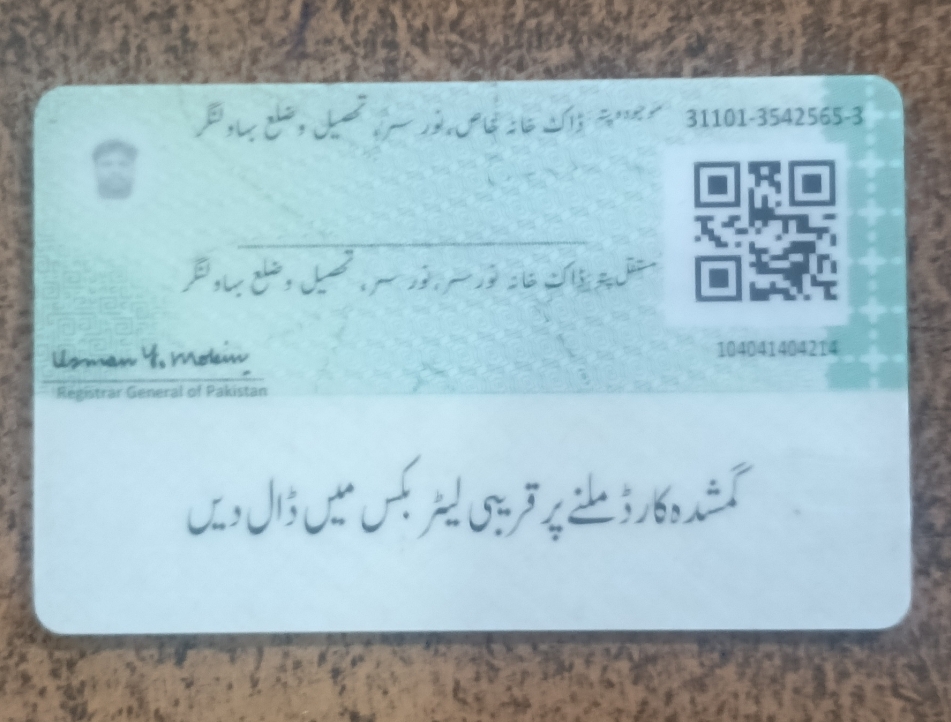 31101-3542565-3
موجودہ پتہ ڈاک خانہ خاص، نور سر، تحصیل و ضلع بہاولنگر
مستقل پتہ ڈاک خانہ نور سر، نور سر، تحصیل و ضلع بہاولنگر
104041404214
Usman Y. Mobin
Registrar General of Pakistan
گمشدہ کارڈ ملنے پر قریبی لیٹر بکس میں ڈال دیں